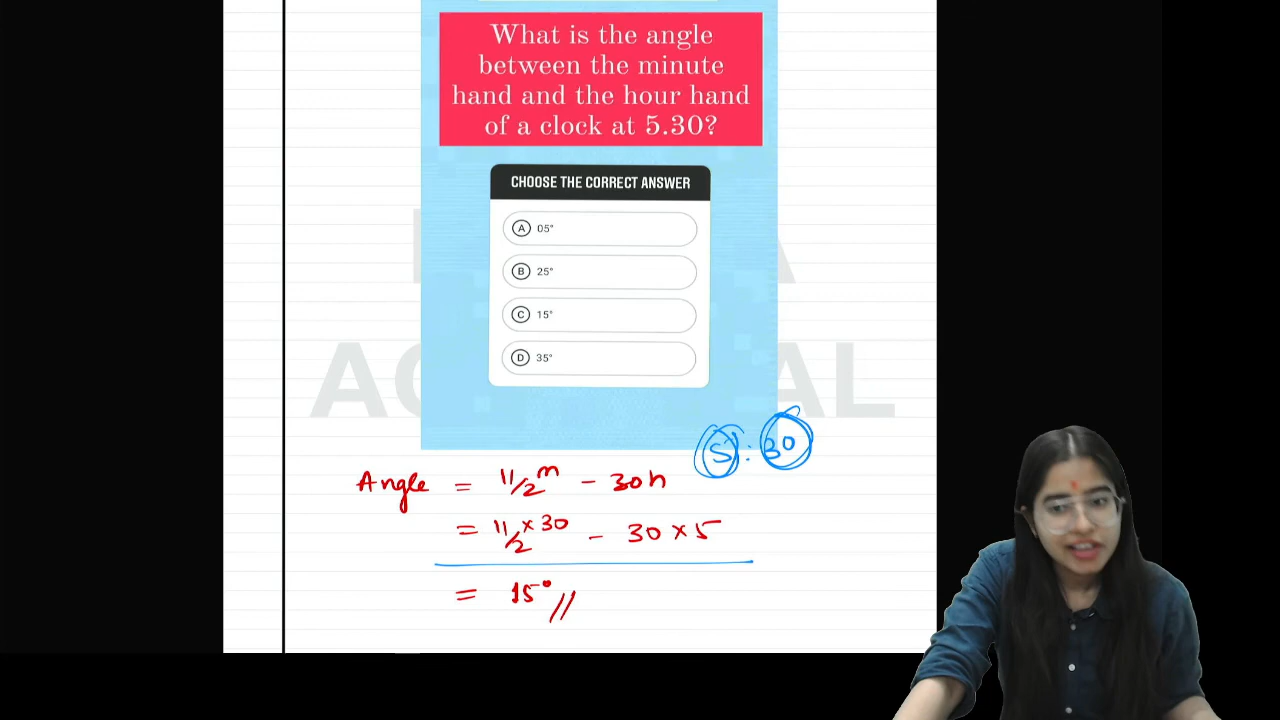 What is the angle
between the minute
hand and the hour hand
of a clock at 5.30?
CHOOSE THE CORRECT ANSWER
A 05°
B 25°
C 15°
D 35°
5 : 30
Angle = 11/2 m - 30h
= 11/2 × 30 - 30 × 5
= 15° //